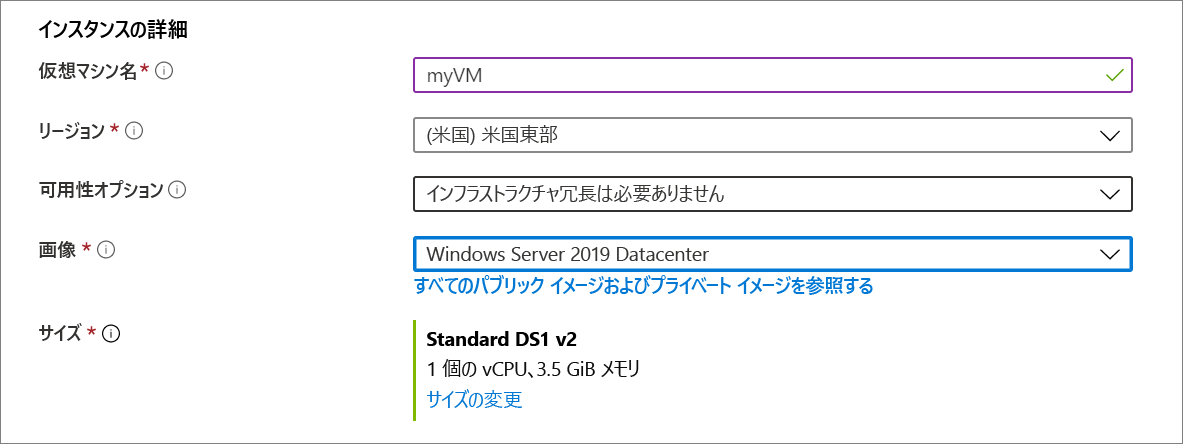 インスタンスの詳細
仮想マシン名* myVM
リージョン * (米国) 米国東部
可用性オプション インフラストラクチャ冗長は必要ありません
画像 * Windows Server 2019 Datacenter
すべてのパブリック イメージおよびプライベート イメージを参照する
サイズ * Standard DS1 v2
1 個の vCPU、3.5 GiB メモリ
サイズの変更